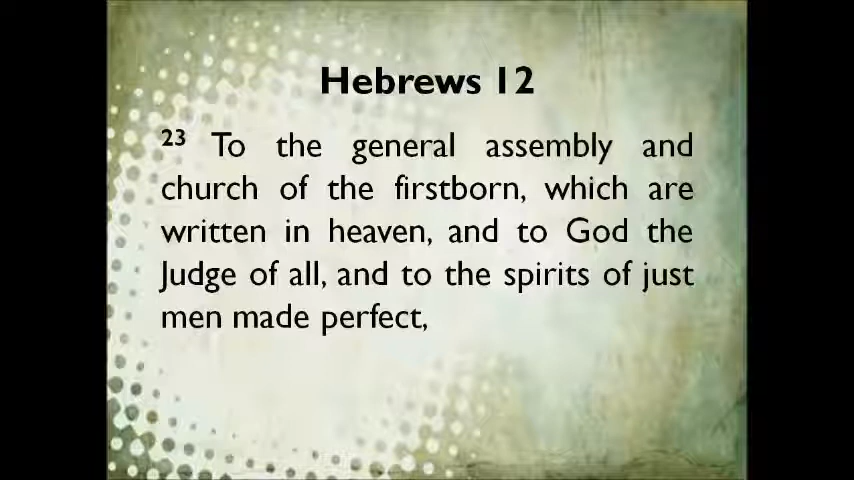 Hebrews 12
23 To the general assembly and
church of the firstborn, which are
written in heaven, and to God the
Judge of all, and to the spirits of just
men made perfect,